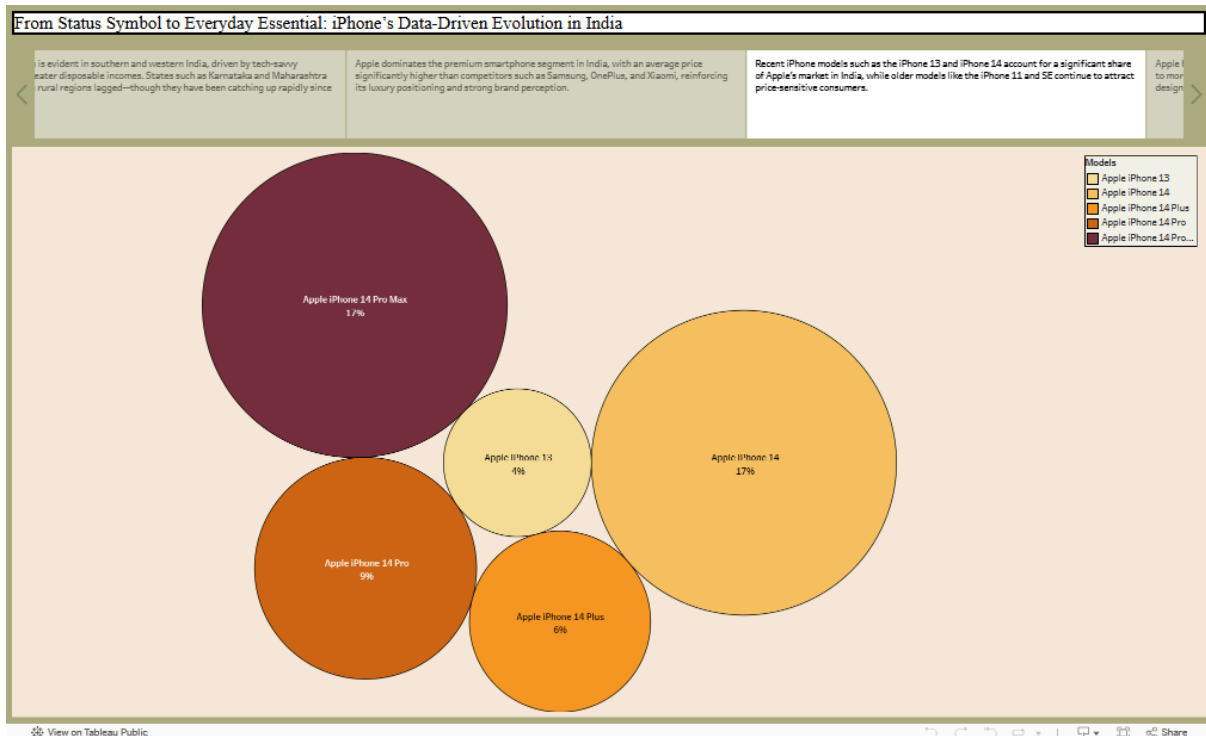 From Status Symbol to Everyday Essential: iPhone's Data-Driven Evolution in India
is evident in southern and western India, driven by tech-savvy
eater disposable incomes. States such as Karnataka and Maharashtra
rural regions lagged—though they have been catching up rapidly since
Apple dominates the premium smartphone segment in India, with an average price
significantly higher than competitors such as Samsung, OnePlus, and Xiaomi, reinforcing
its luxury positioning and strong brand perception.
Recent iPhone models such as the iPhone 13 and iPhone 14 account for a significant share
of Apple's market in India, while older models like the iPhone 11 and SE continue to attract
price-sensitive consumers.
Apple
to mor
design
Models
Apple iPhone 13
Apple iPhone 14
Apple iPhone 14 Plus
Apple iPhone 14 Pro
Apple iPhone 14 Pro...
Apple iPhone 14 Pro Max
17%
Apple iPhone 13
4%
Apple iPhone 14
17%
Apple iPhone 14 Pro
9%
Apple iPhone 14 Plus
6%
View on Tableau Public
Share